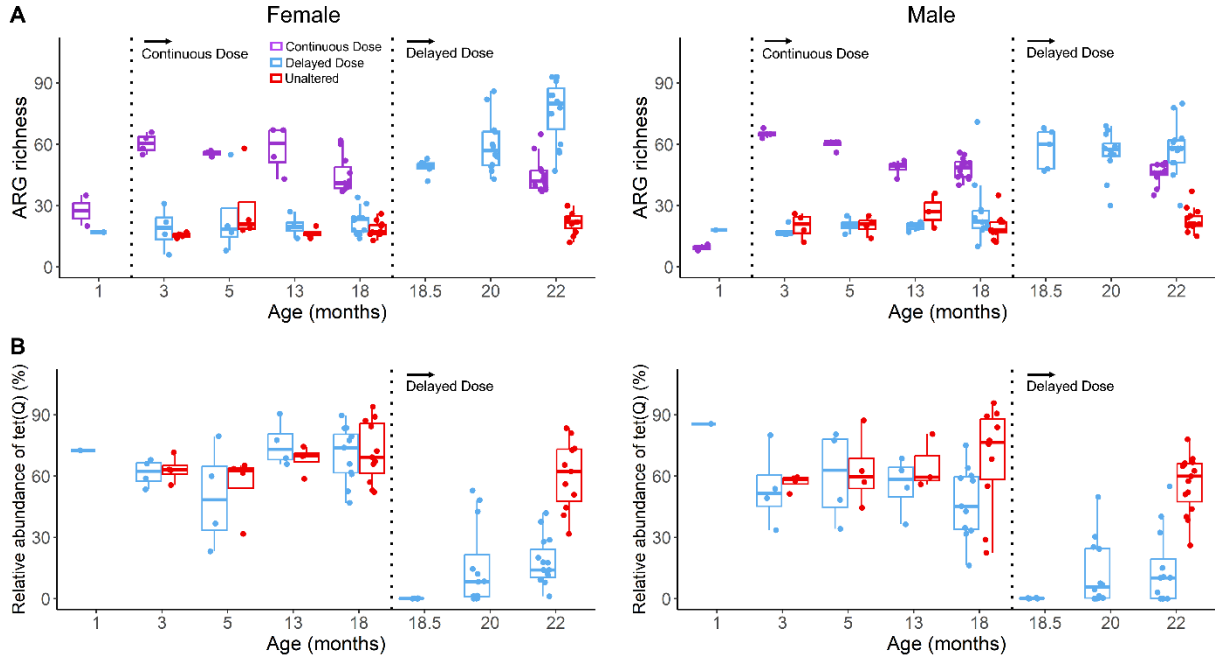 A
Female
Male
Continuous Dose
Continuous Dose
Delayed Dose
Unaltered
Delayed Dose
ARG richness
90
60
30
0
1 3 5 13 18 18.5 20 22
Age (months)
Continuous Dose
Delayed Dose
ARG richness
90
60
30
0
1 3 5 13 18 18.5 20 22
Age (months)
B
Delayed Dose
Relative abundance of tet(Q) (%)
90
60
30
0
1 3 5 13 18 18.5 20 22
Age (months)
Delayed Dose
Relative abundance of tet(Q) (%)
90
60
30
0
1 3 5 13 18 18.5 20 22
Age (months)